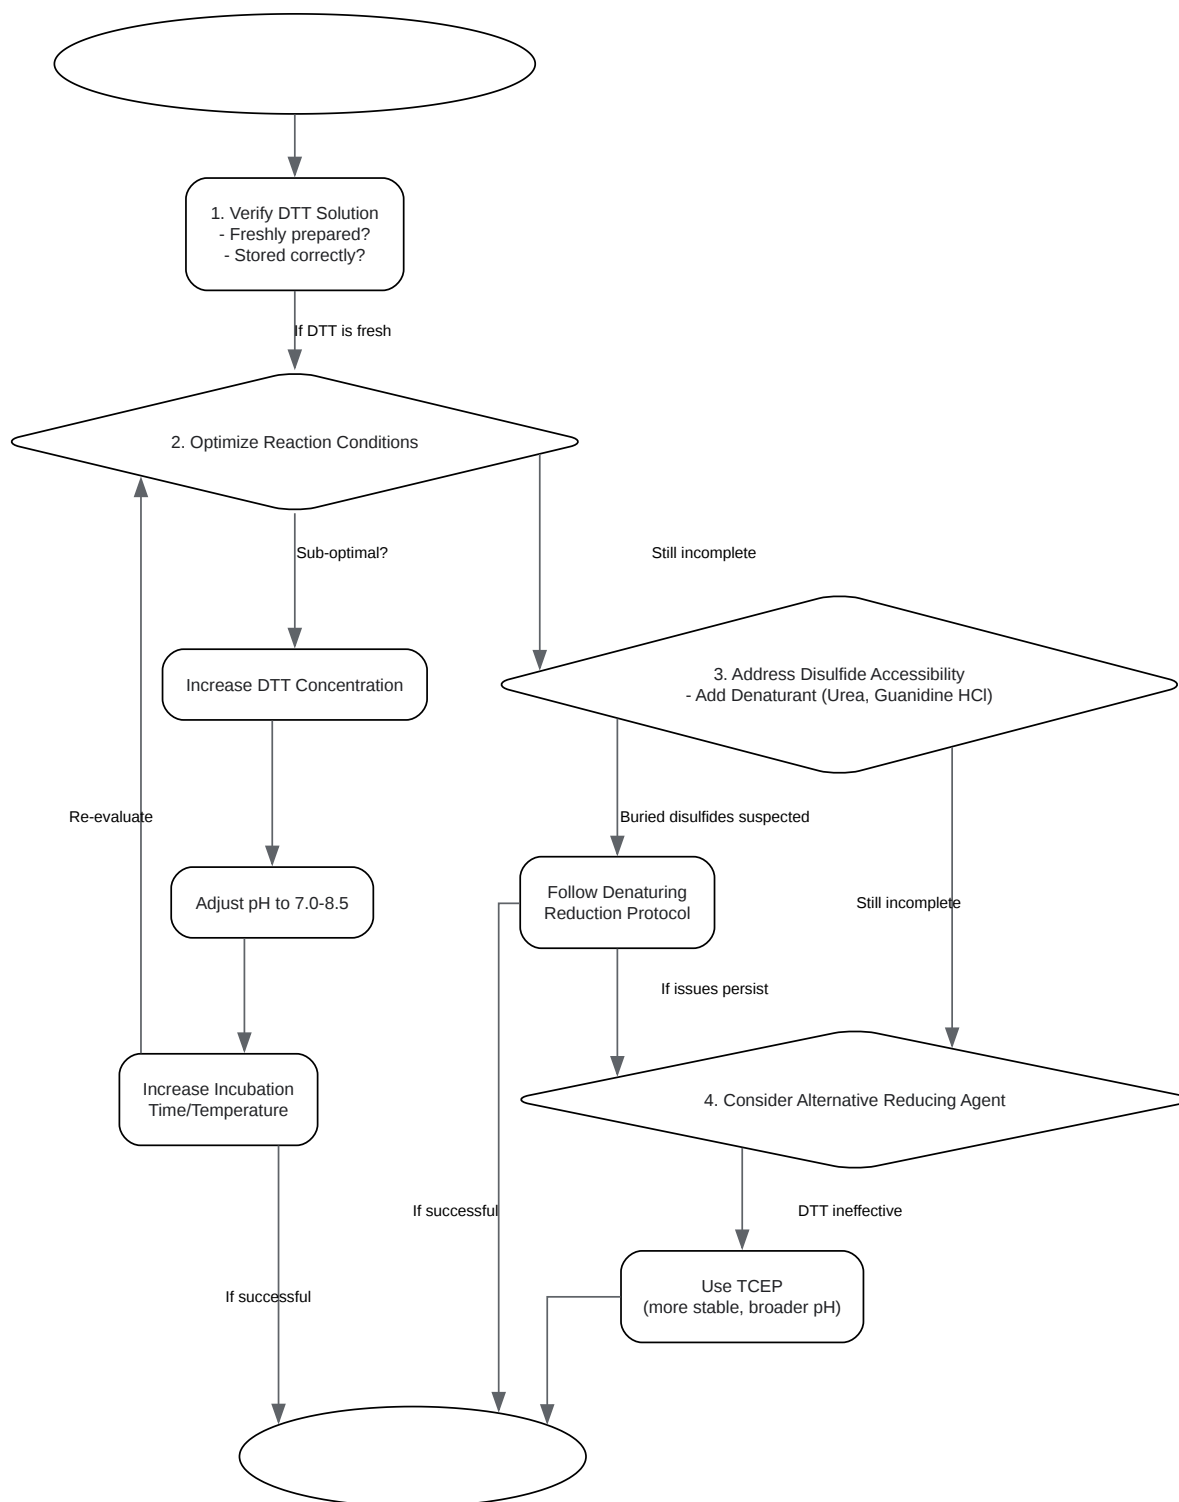 1. Verify DTT Solution
- Freshly prepared?
- Stored correctly?
If DTT is fresh
2. Optimize Reaction Conditions
Sub-optimal?
Still incomplete
3. Address Disulfide Accessibility
- Add Denaturant (Urea, Guanidine HCl)
Increase DTT Concentration
Re-evaluate
Buried disulfides suspected
Adjust pH to 7.0-8.5
Follow Denaturing
Reduction Protocol
Still incomplete
If issues persist
Increase Incubation
Time/Temperature
4. Consider Alternative Reducing Agent
If successful
DTT ineffective
If successful
Use TCEP
(more stable, broader pH)